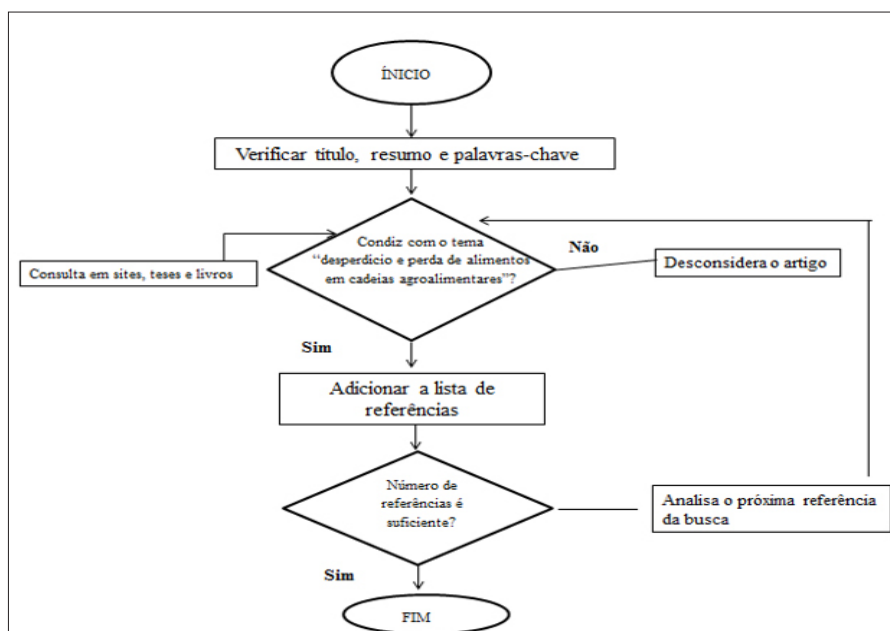 ÍNICIO
Verificar titulo, resumo e palavras-chave
Condiz com o tema
"desperdicio e perda de alimentos
em cadeias agroalimentares"?
Não
Consulta em sites, teses e livros
Desconsidera o artigo
Sim
Adicionar a lista de
referências
Número de
referências é
suficiente?
Analisa o próxima referência
da busca
Sim
FIM